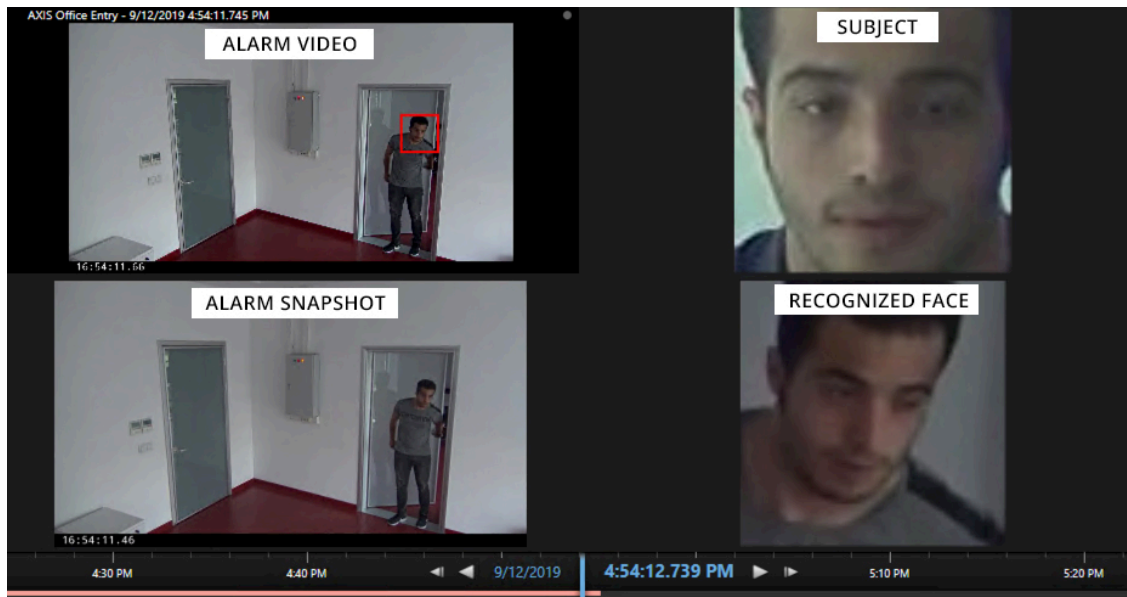 AXIS Office Entry - 9/12/2019 4:54:11.745 PM
ALARM VIDEO
SUBJECT
16:54:11.66
ALARM SNAPSHOT
RECOGNIZED FACE
16:54:11.46
4:30 PM
4:40 PM
9/12/2019
4:54:12.739 PM
5:10 PM
5:20 PM